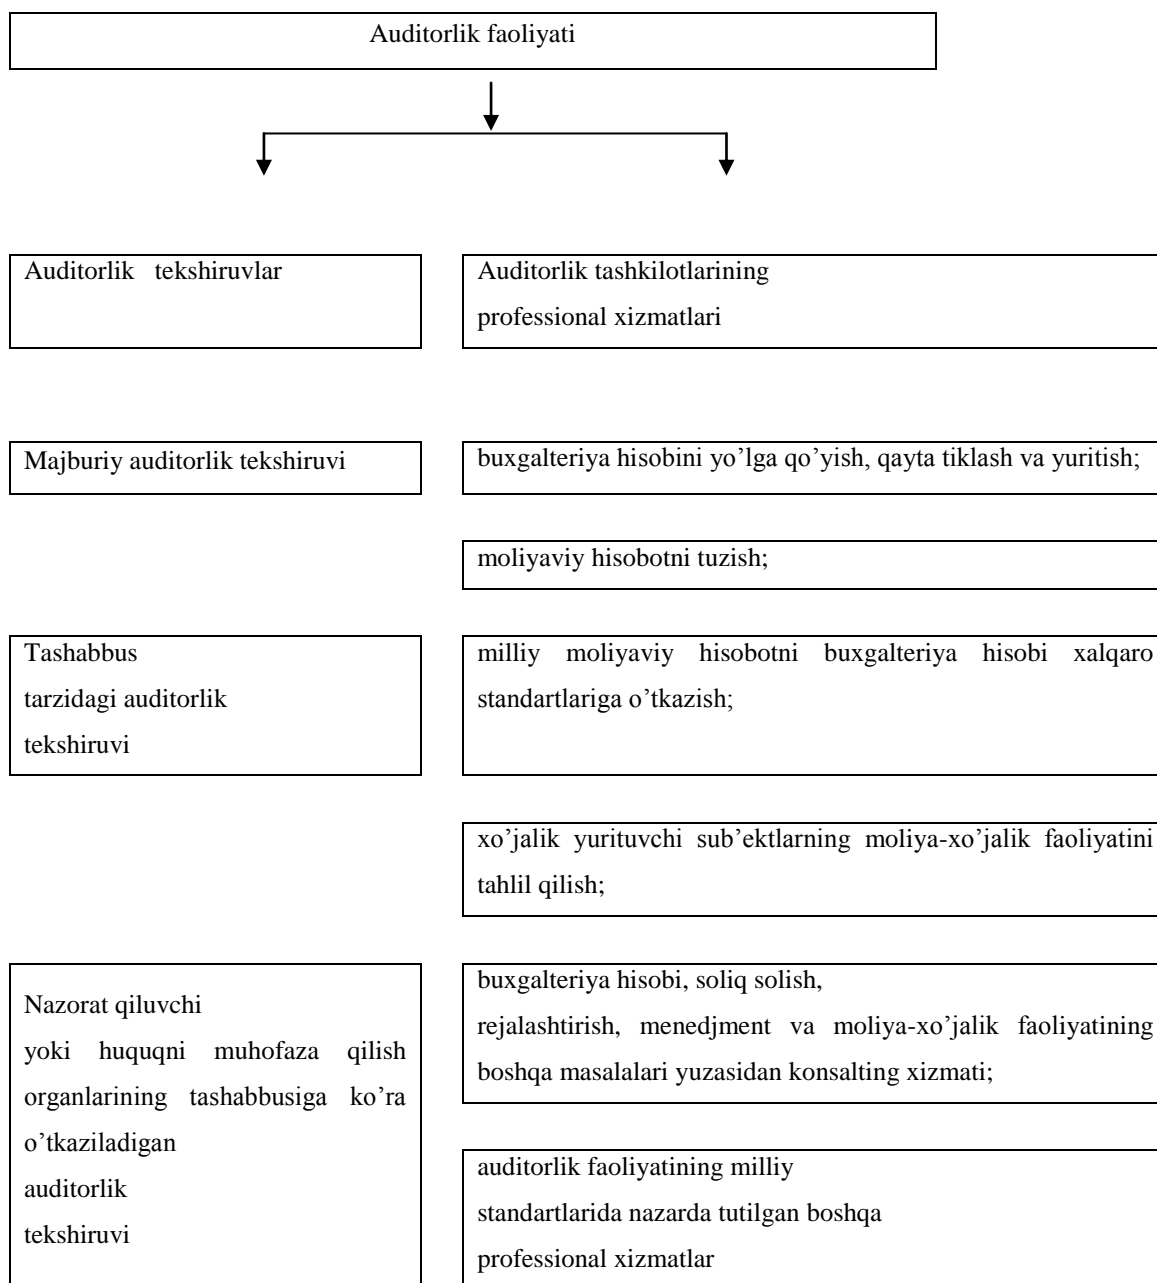 Auditorlik faoliyati
Auditorlik tekshiruvlar
Auditorlik tashkilotlarining
professional xizmatlari
Majburiy auditorlik tekshiruvi
buxgalteriya hisobini yo’lga qo’yish, qayta tiklash va yuritish;
moliyaviy hisobotni tuzish;
Tashabbus
tarzidagi auditorlik
tekshiruvi
milliy moliyaviy hisobotni buxgalteriya hisobi xalqaro
standartlariga o’tkazish;
xo’jalik yurituvchi sub’ektlarning moliya-xo’jalik faoliyatini
tahlil qilish;
Nazorat qiluvchi
yoki huquqni muhofaza qilish
organlarining tashabbusiga ko’ra
o’tkaziladigan
auditorlik
tekshiruvi
buxgalteriya hisobi, soliq solish,
rejalashtirish, menedjment va moliya-xo’jalik faoliyatining
boshqa masalalari yuzasidan konsalting xizmati;
auditorlik faoliyatining milliy
standartlarida nazarda tutilgan boshqa
professional xizmatlar